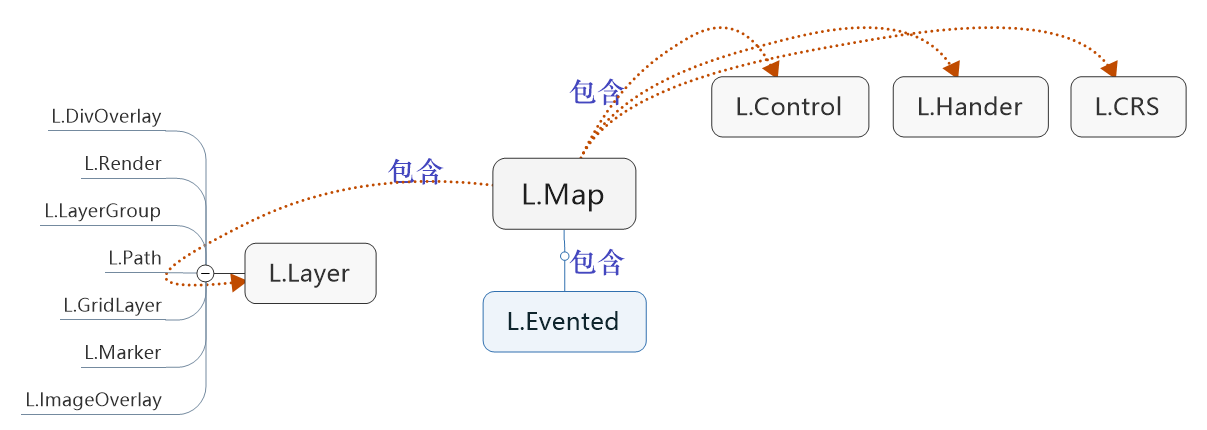 包含
L.Control
L.Hander
L.CRS
L.DivOverlay
L.Render
L.LayerGroup
L.Path
L.GridLayer
L.Marker
L.ImageOverlay
包含
L.Map
L.Layer
包含
L.Evented